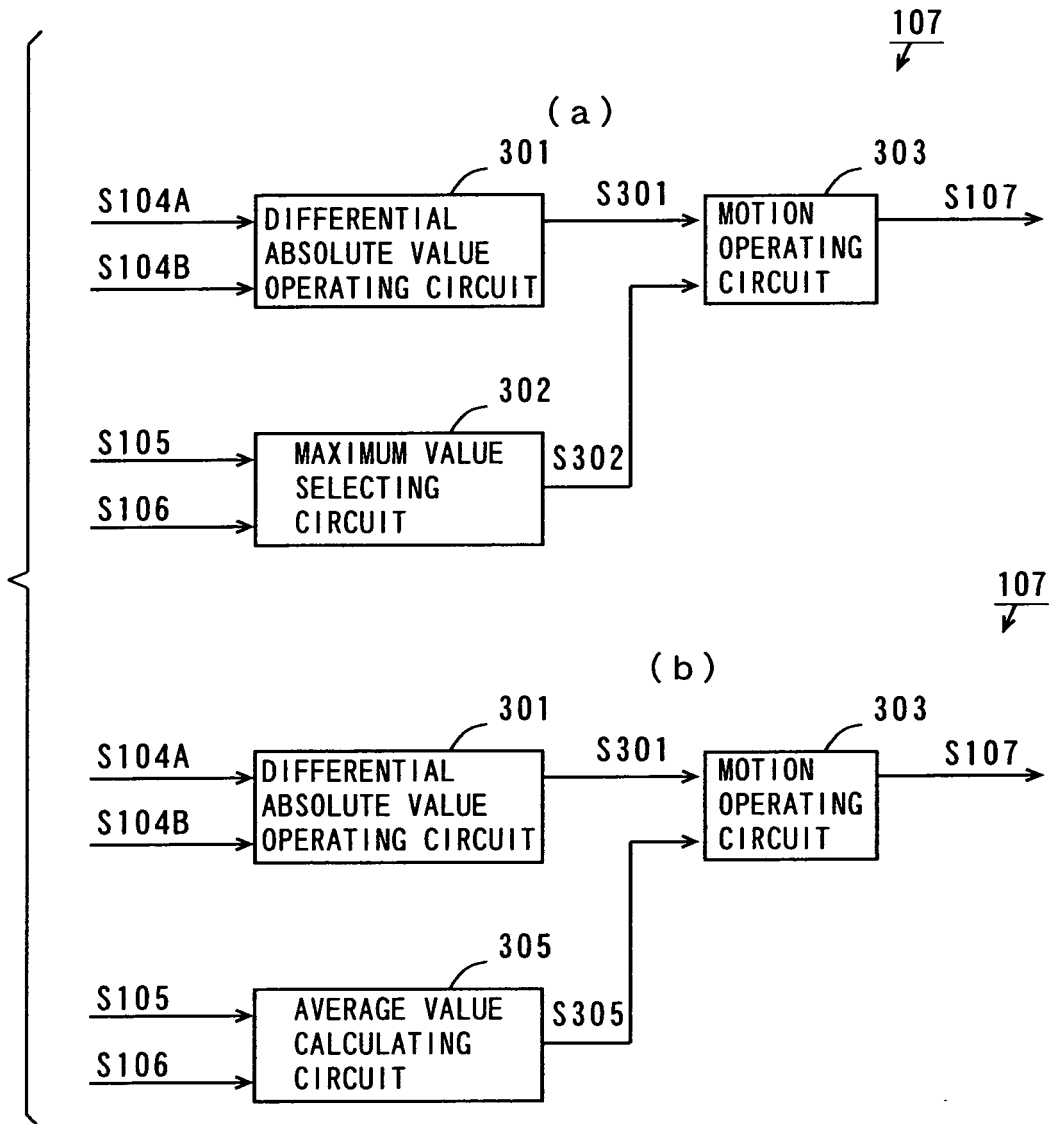 107
(a)
301
303
S104A
S301
S107
DIFFERENTIAL
ABSOLUTE VALUE
OPERATING CIRCUIT
MOTION
OPERATING
CIRCUIT
S104B
302
S105
MAXIMUM VALUE
SELECTING
CIRCUIT
S302
S106
107
(b)
301
303
S104A
S301
S107
DIFFERENTIAL
ABSOLUTE VALUE
OPERATING CIRCUIT
MOTION
OPERATING
CIRCUIT
S104B
305
S105
AVERAGE VALUE
CALCULATING
CIRCUIT
S305
S106